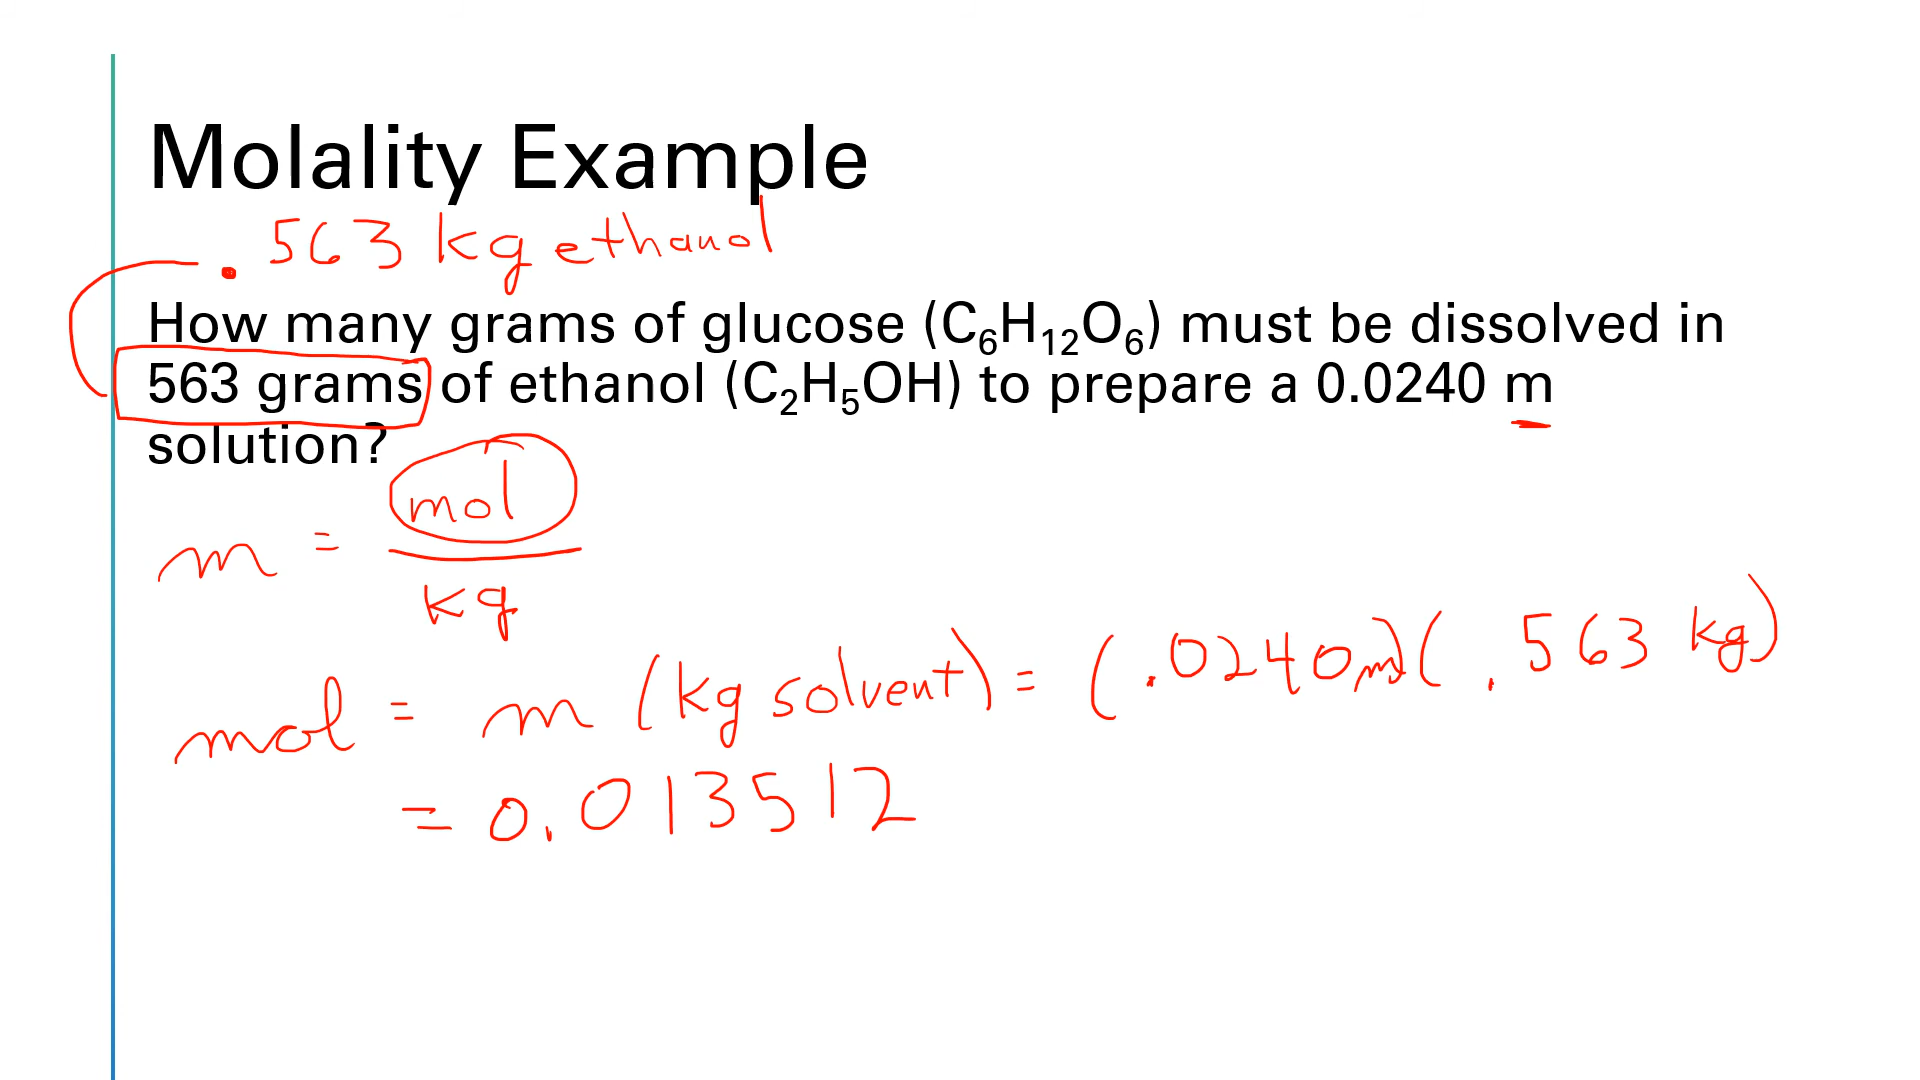 Molality Example
.563 kg ethanol
How many grams of glucose (C₆H₁₂O₆) must be dissolved in
563 grams of ethanol (C₂H₅OH) to prepare a 0.0240 m
solution?
m = mol
kg
mol = m (kg solvent) = (.0240m)(.563 kg)
= 0.013512